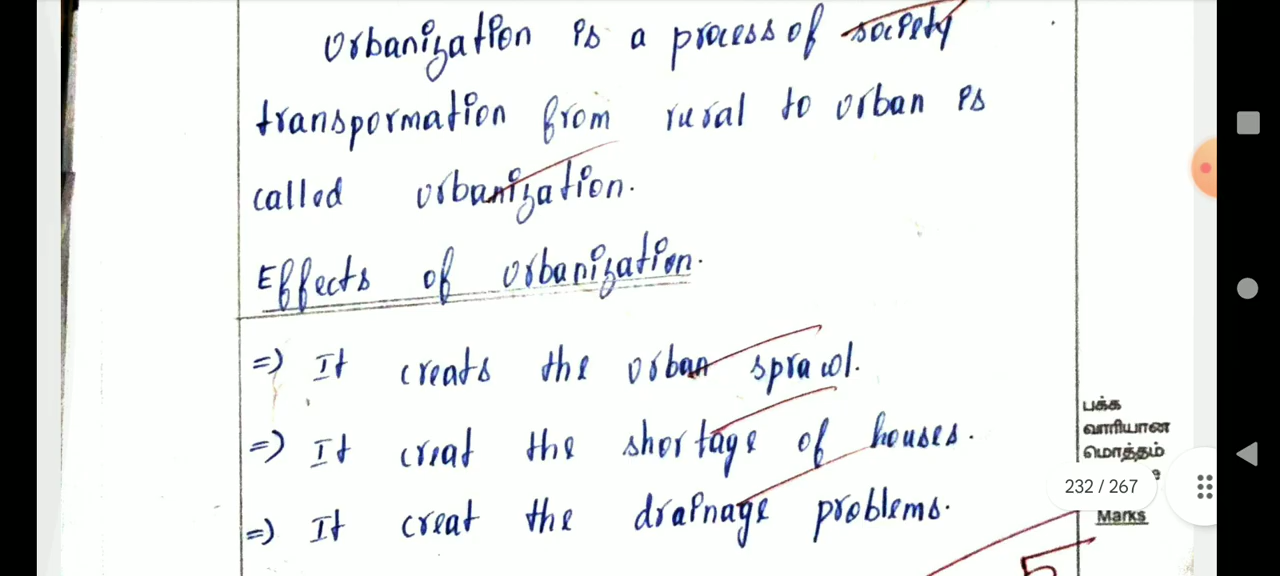 Urbanization is a process of society
transpormation from rural to urban is
called urbanization.
Effects of Urbanization.
=) It creats the urban sprawl.
=) It creat the shortage of houses.
=) It creat the drainage problems.
பக்க
வாரியான
மொத்தம்
232 / 267
Marks
5